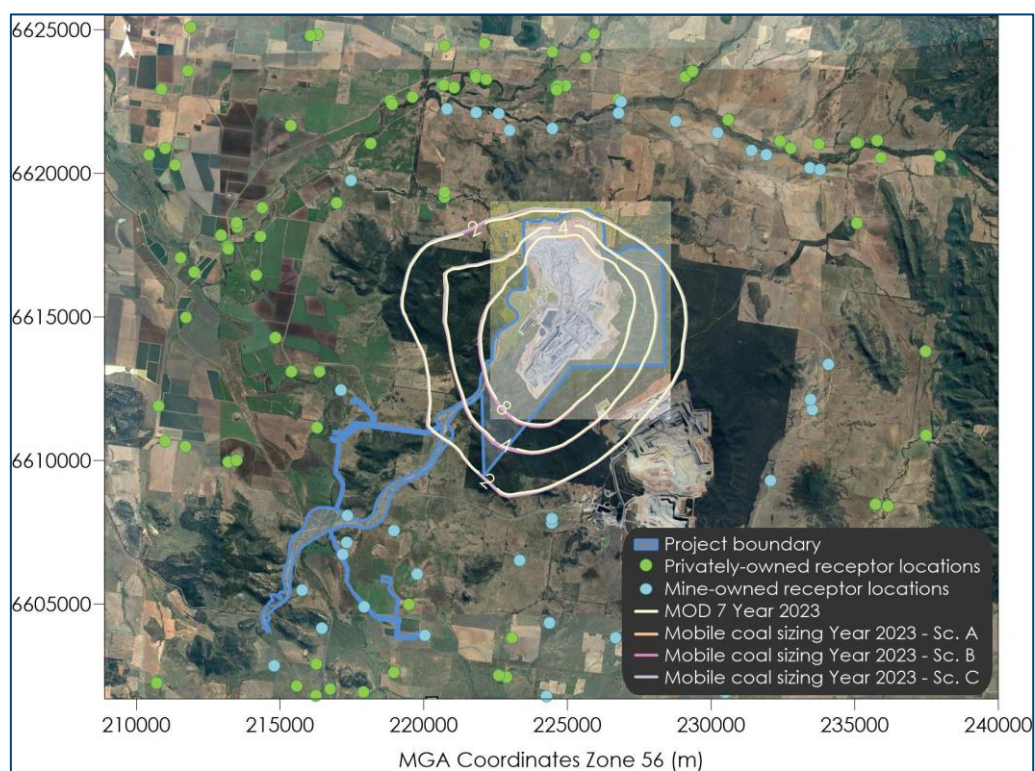 6625000
6620000
6615000
6610000
6605000
2
4
8
4
2
Project boundary
Privately-owned receptor locations
Mine-owned receptor locations
MOD 7 Year 2023
Mobile coal sizing Year 2023 - Sc. A
Mobile coal sizing Year 2023 - Sc. B
Mobile coal sizing Year 2023 - Sc. C
210000 215000 220000 225000 230000 235000 240000
MGA Coordinates Zone 56 (m)